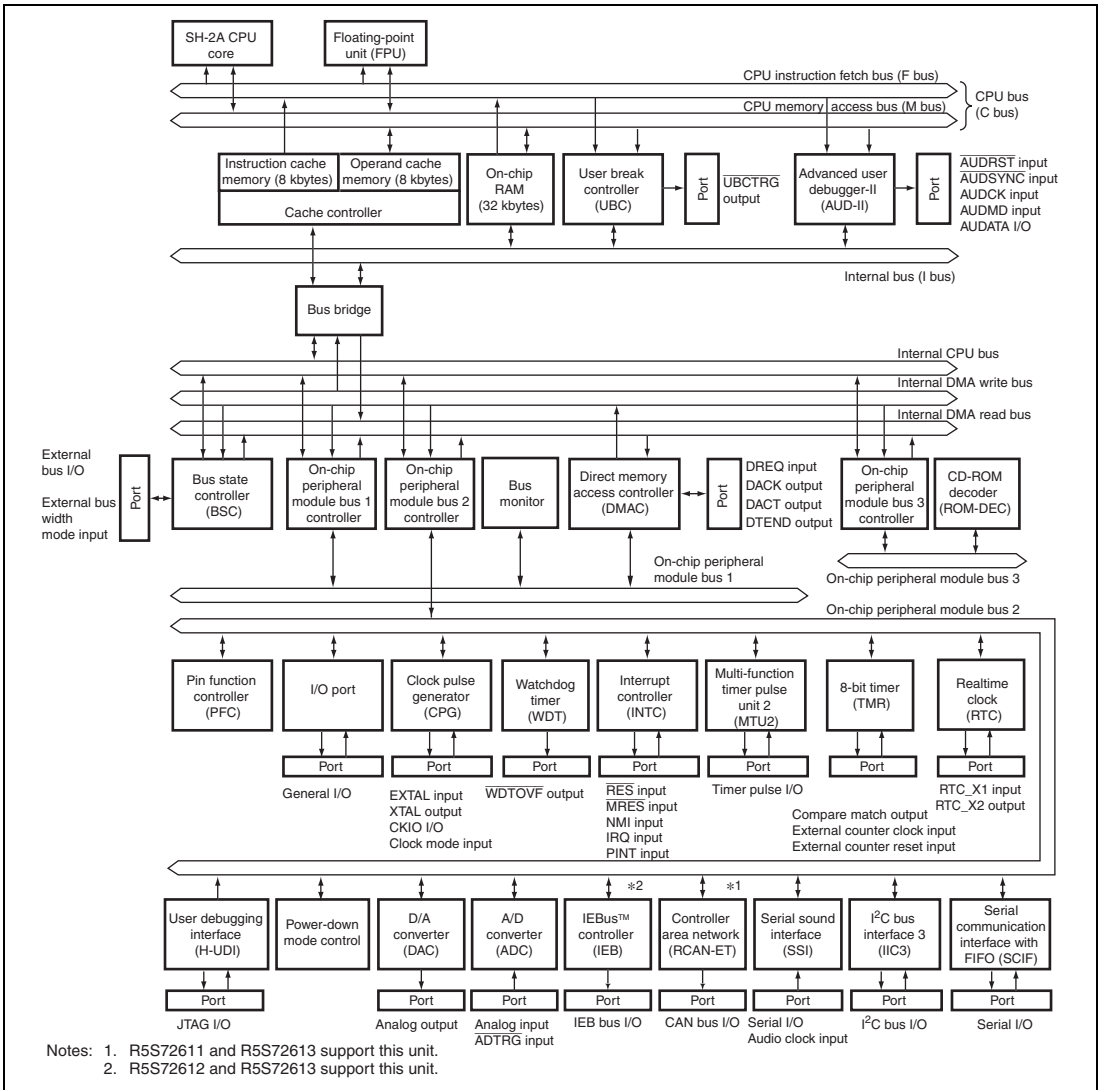 SH-2A CPU
core
Floating-point
unit (FPU)
CPU instruction fetch bus (F bus)
CPU memory access bus (M bus)
CPU bus
(C bus)
Instruction cache
memory (8 kbytes)
Operand cache
memory (8 kbytes)
Cache controller
On-chip
RAM
(32 kbytes)
User break
controller
(UBC)
Port
UBCTRG
output
Advanced user
debugger-II
(AUD-II)
Port
AUDRST input
AUDSYNC input
AUDCK input
AUDMD input
AUDATA I/O
Internal bus (I bus)
Bus bridge
Internal CPU bus
Internal DMA write bus
Internal DMA read bus
External
bus I/O
External bus
width
mode input
Port
Bus state
controller
(BSC)
On-chip
peripheral
module bus 1
controller
On-chip
peripheral
module bus 2
controller
Bus
monitor
Direct memory
access controller
(DMAC)
Port
DREQ input
DACK output
DACT output
DTEND output
On-chip
peripheral
module bus 3
controller
CD-ROM
decoder
(ROM-DEC)
On-chip peripheral
module bus 1
On-chip peripheral module bus 3
On-chip peripheral module bus 2
Pin function
controller
(PFC)
I/O port
Clock pulse
generator
(CPG)
Watchdog
timer
(WDT)
Interrupt
controller
(INTC)
Multi-function
timer pulse
unit 2
(MTU2)
8-bit timer
(TMR)
Realtime
clock
(RTC)
Port
Port
Port
Port
Port
Port
Port
General I/O
EXTAL input
XTAL output
CKIO I/O
Clock mode input
WDTOVF output
RES input
MRES input
NMI input
IRQ input
PINT input
Timer pulse I/O
Compare match output
External counter clock input
External counter reset input
RTC_X1 input
RTC_X2 output
*2
*1
User debugging
interface
(H-UDI)
Power-down
mode control
D/A
converter
(DAC)
A/D
converter
(ADC)
IEBus™
controller
(IEB)
Controller
area network
(RCAN-ET)
Serial sound
interface
(SSI)
I²C bus
interface 3
(IIC3)
Serial
communication
interface with
FIFO (SCIF)
Port
Port
Port
Port
Port
Port
Port
Port
JTAG I/O
Analog output
Analog input
ADTRG input
IEB bus I/O
CAN bus I/O
Serial I/O
Audio clock input
I²C bus I/O
Serial I/O
Notes: 1. R5S72611 and R5S72613 support this unit.
2. R5S72612 and R5S72613 support this unit.